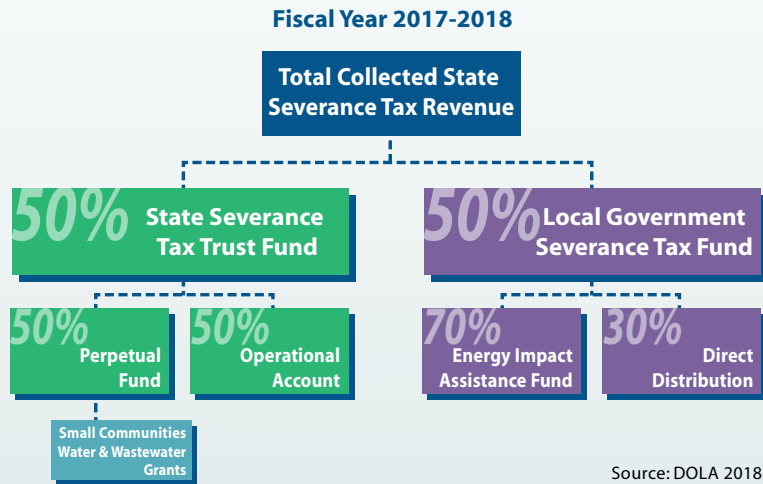 Fiscal Year 2017-2018
Total Collected State
Severance Tax Revenue
50%
State Severance
Tax Trust Fund
50%
Local Government
Severance Tax Fund
50%
Perpetual
Fund
50%
Operational
Account
70%
Energy Impact
Assistance Fund
30%
Direct
Distribution
Small Communities
Water & Wastewater
Grants
Source: DOLA 2018